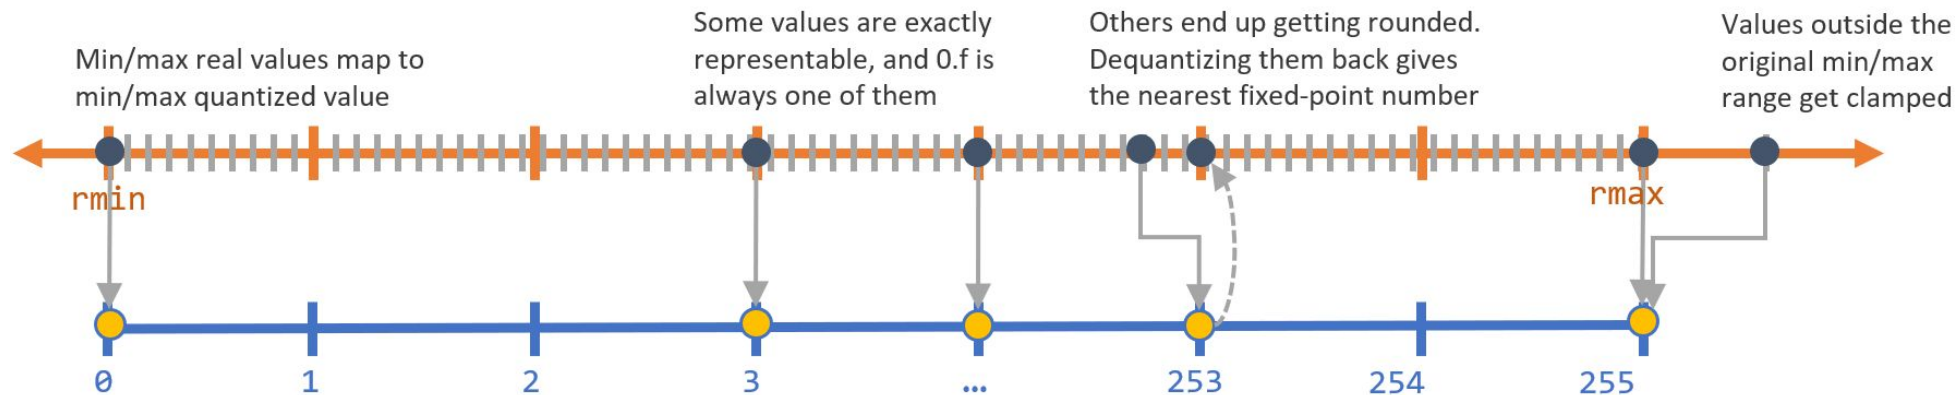 Min/max real values map to
min/max quantized value
Some values are exactly
representable, and 0.f is
always one of them
Others end up getting rounded.
Dequantizing them back gives
the nearest fixed-point number
Values outside the
original min/max
range get clamped
rmin
rmax
0
1
2
3
...
253
254
255